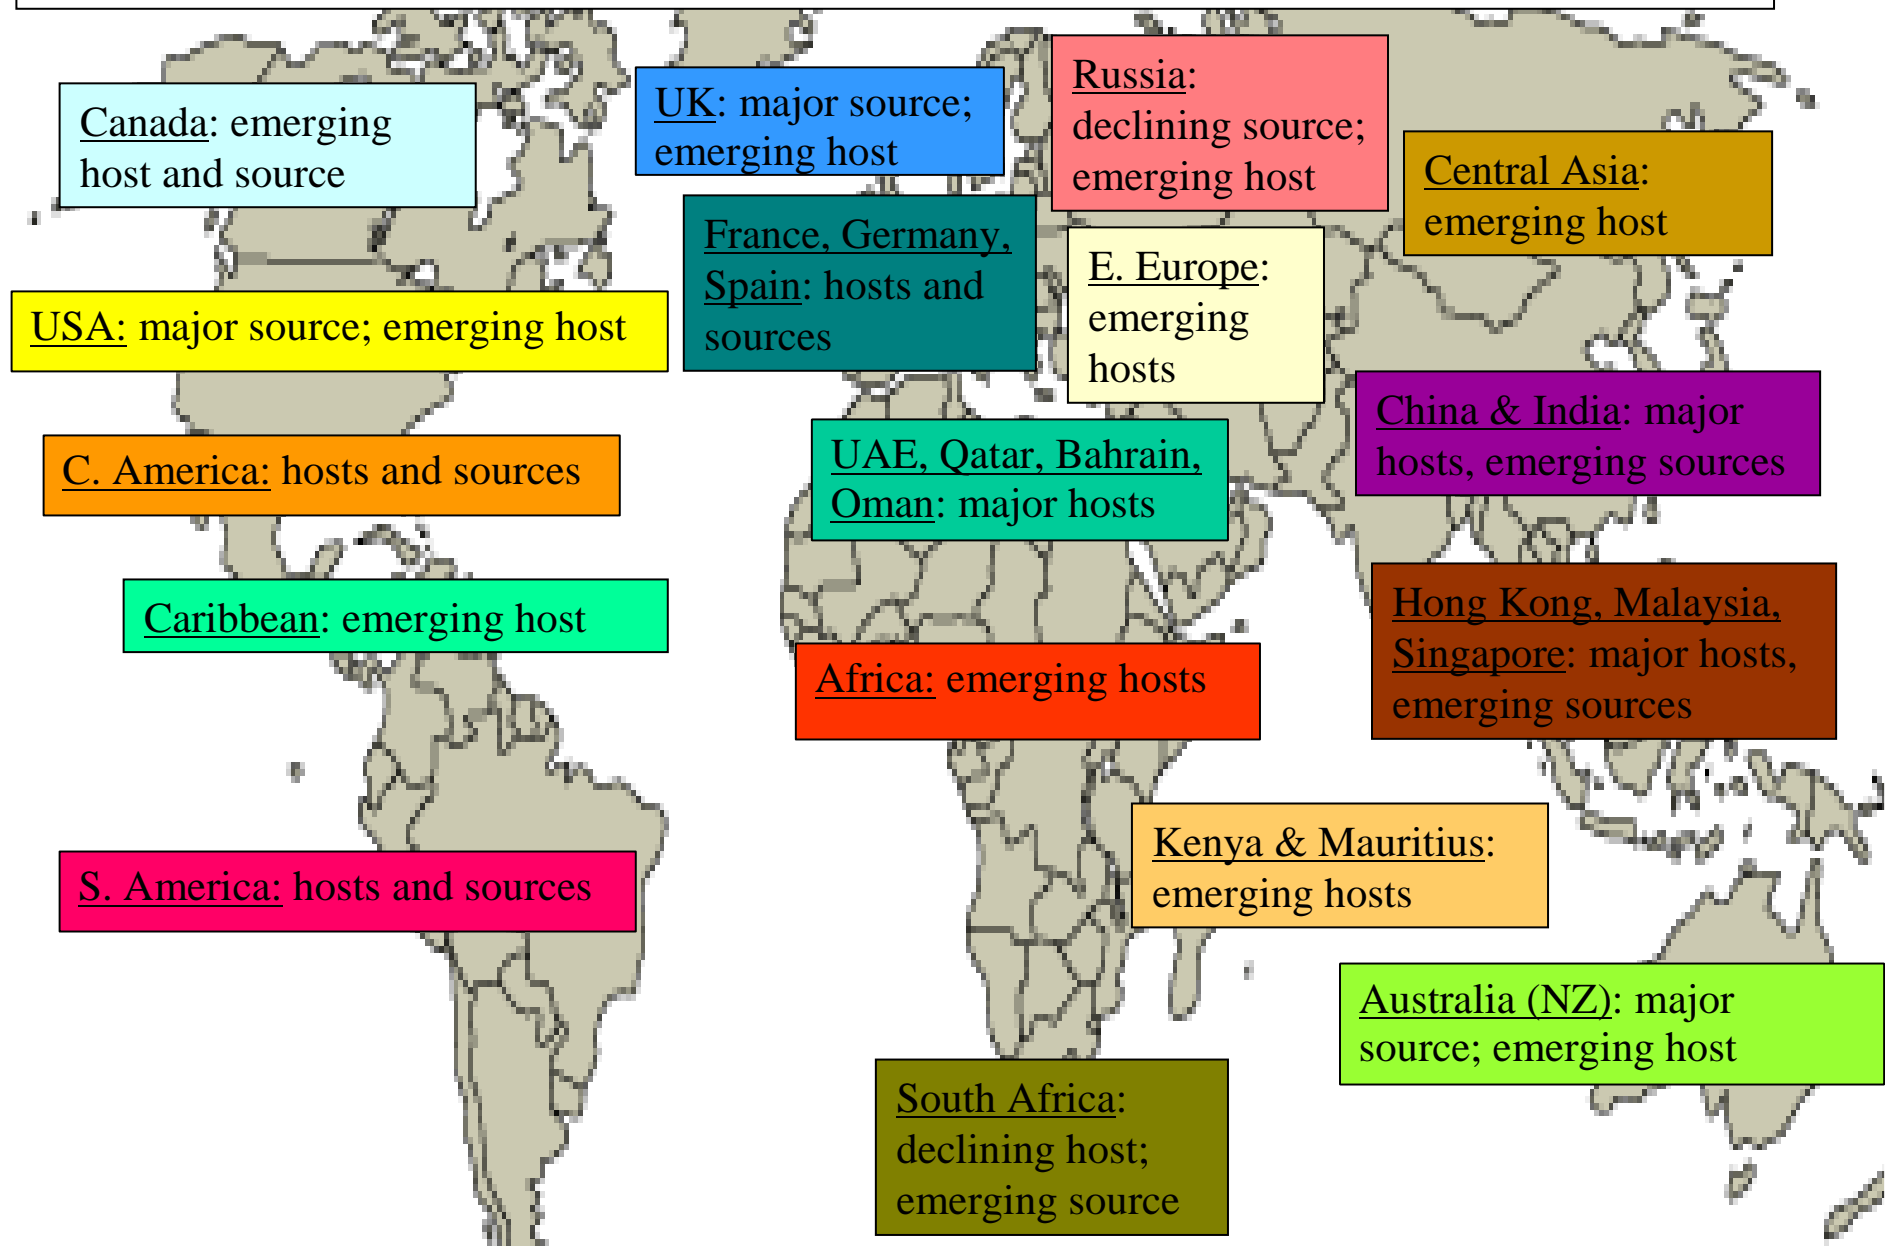 Canada: emerging
host and source
UK: major source;
emerging host
Russia:
declining source;
emerging host
Central Asia:
emerging host
France, Germany,
Spain: hosts and
sources
E. Europe:
emerging
hosts
USA: major source; emerging host
China & India: major
hosts, emerging sources
C. America: hosts and sources
UAE, Qatar, Bahrain,
Oman: major hosts
Caribbean: emerging host
Hong Kong, Malaysia,
Singapore: major hosts,
emerging sources
Africa: emerging hosts
Kenya & Mauritius:
emerging hosts
S. America: hosts and sources
Australia (NZ): major
source; emerging host
South Africa:
declining host;
emerging source